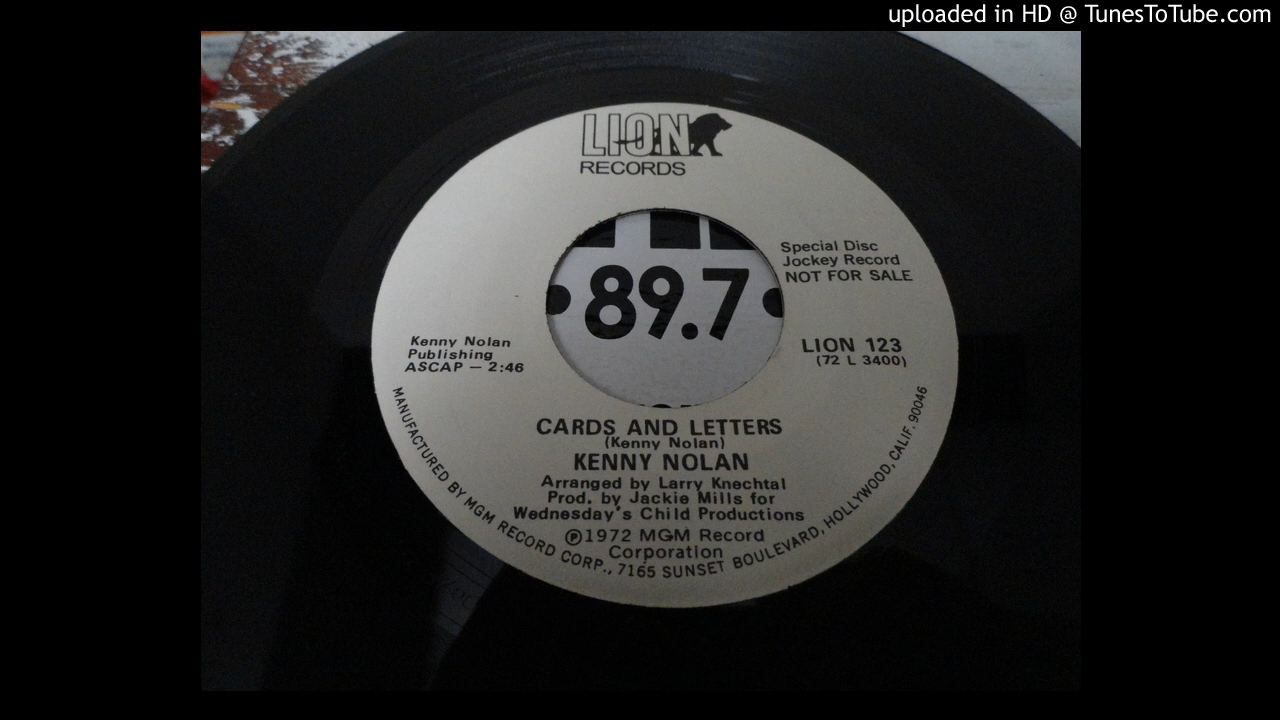 uploaded in HD @ TunesToTube.com
LION
RECORDS
Special Disc
Jockey Record
NOT FOR SALE
89.7
Kenny Nolan
Publishing
ASCAP — 2:46
LION 123
(72 L 3400)
CARDS AND LETTERS
(Kenny Nolan)
KENNY NOLAN
Arranged by Larry Knechtal
Prod. by Jackie Mills for
Wednesday's Child Productions
℗1972 MGM Record
Corporation
MANUFACTURED BY MGM RECORD CORP., 7165 SUNSET BOULEVARD, HOLLYWOOD, CALIF. 90046